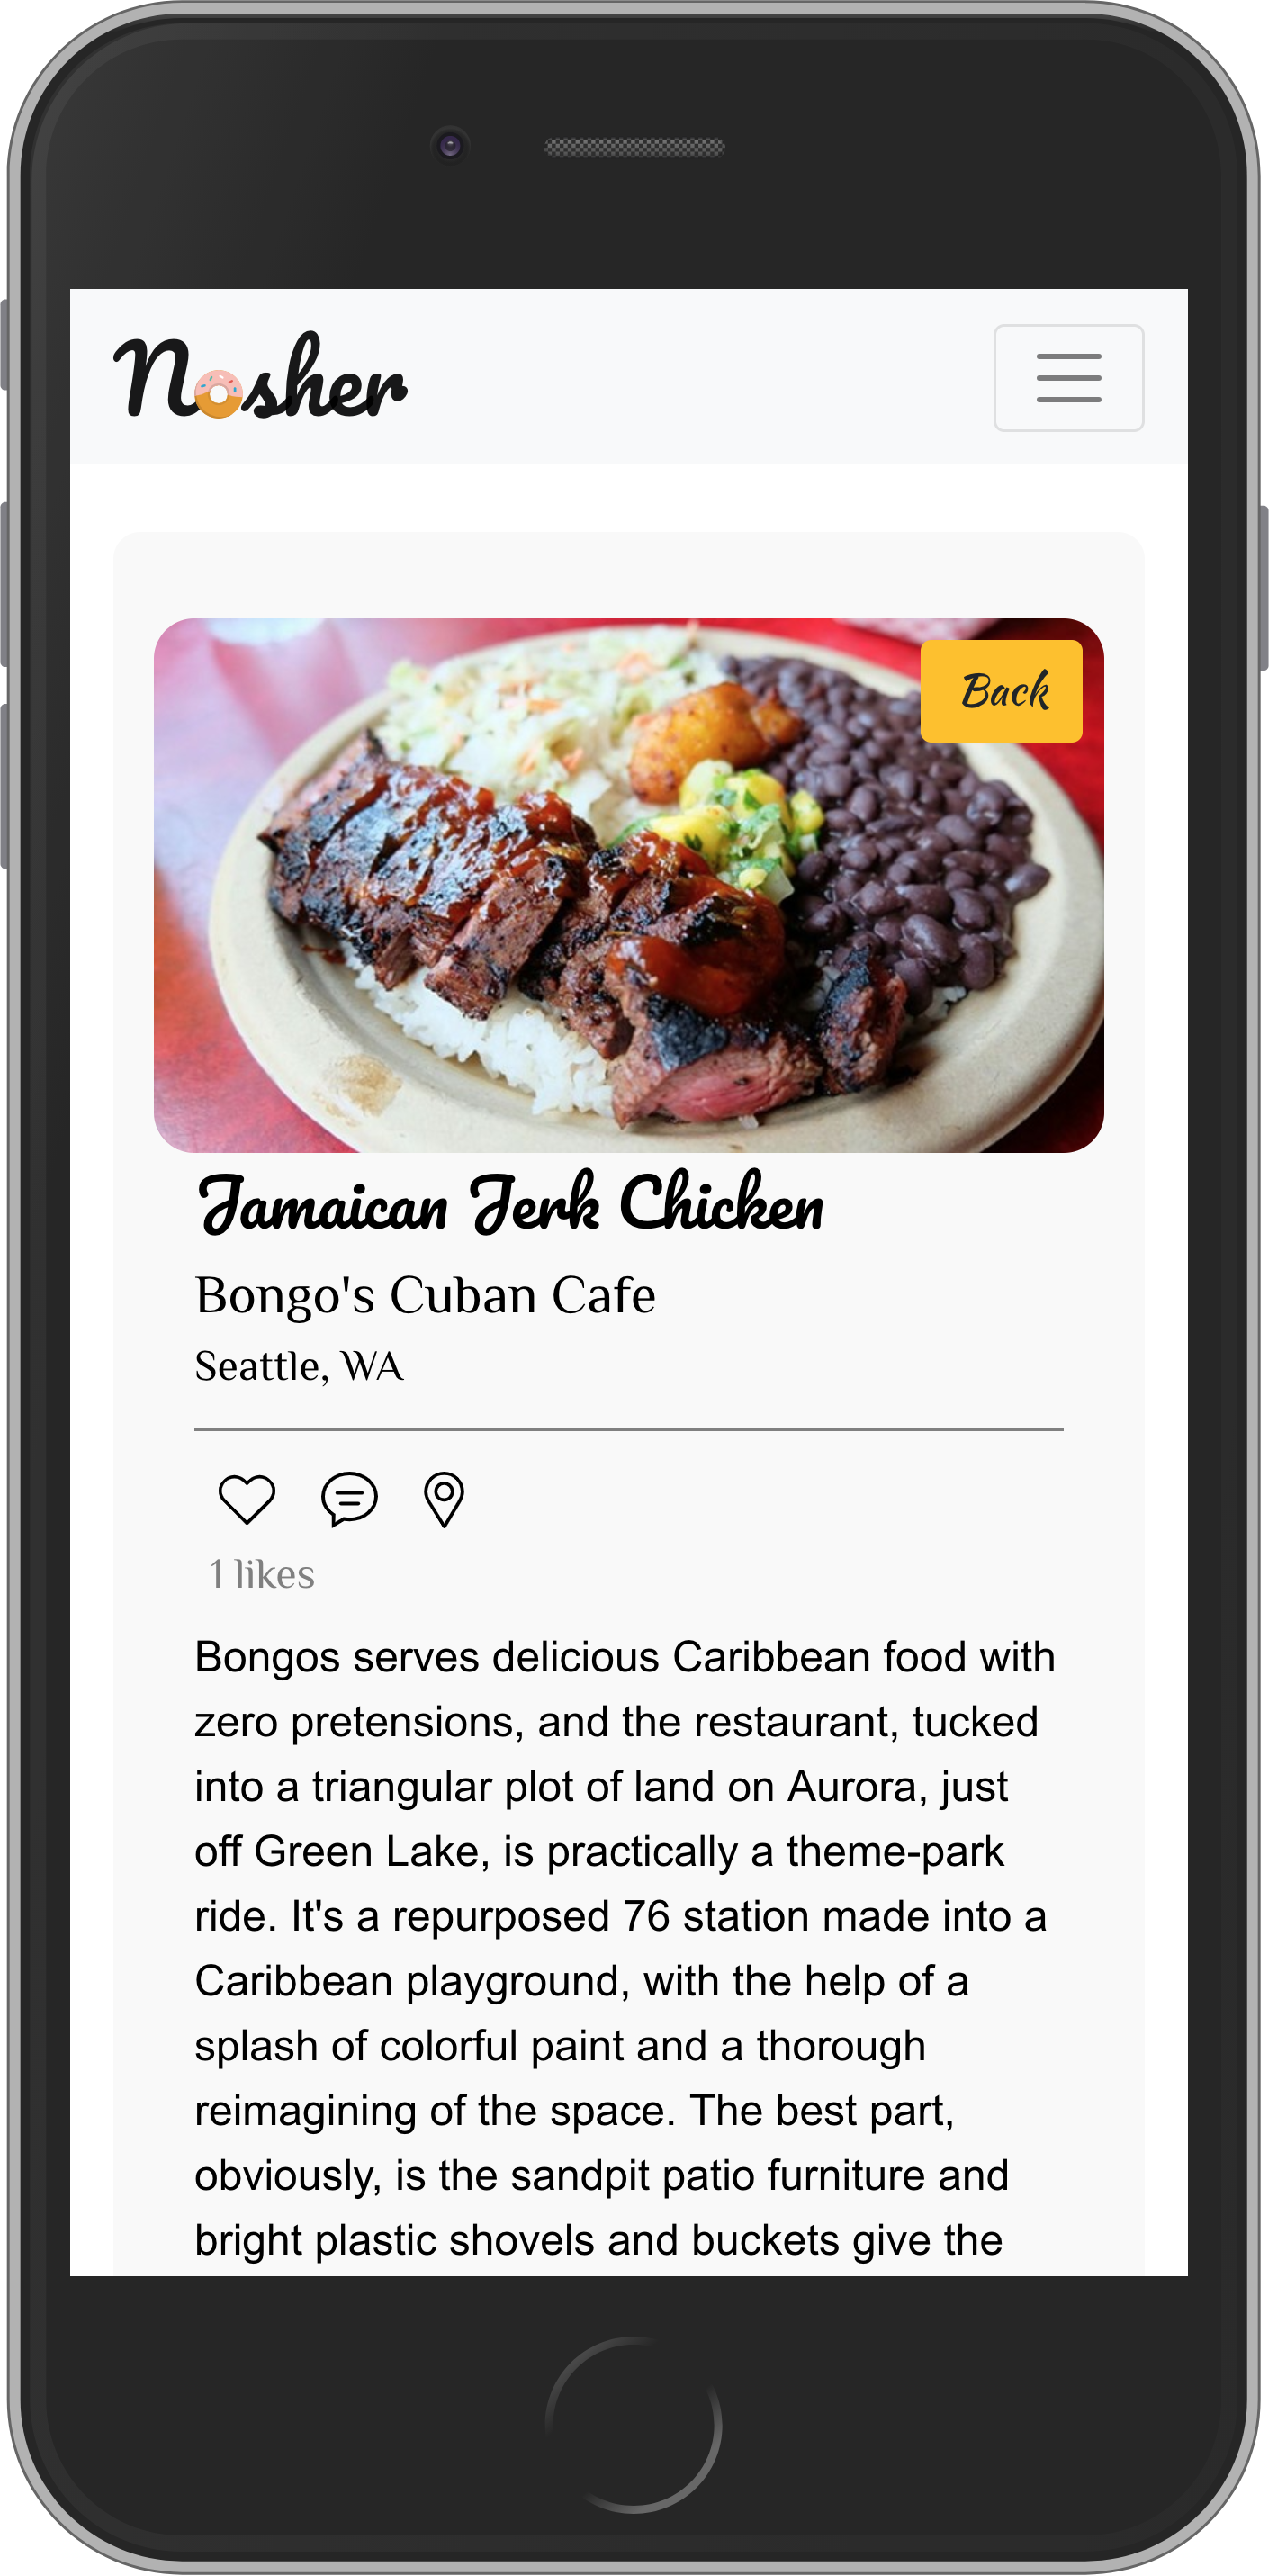 Nosher
Back
Jamaican Jerk Chicken
Bongo's Cuban Cafe
Seattle, WA
1 likes
Bongos serves delicious Caribbean food with
zero pretensions, and the restaurant, tucked
into a triangular plot of land on Aurora, just
off Green Lake, is practically a theme-park
ride. It's a repurposed 76 station made into a
Caribbean playground, with the help of a
splash of colorful paint and a thorough
reimagining of the space. The best part,
obviously, is the sandpit patio furniture and
bright plastic shovels and buckets give the